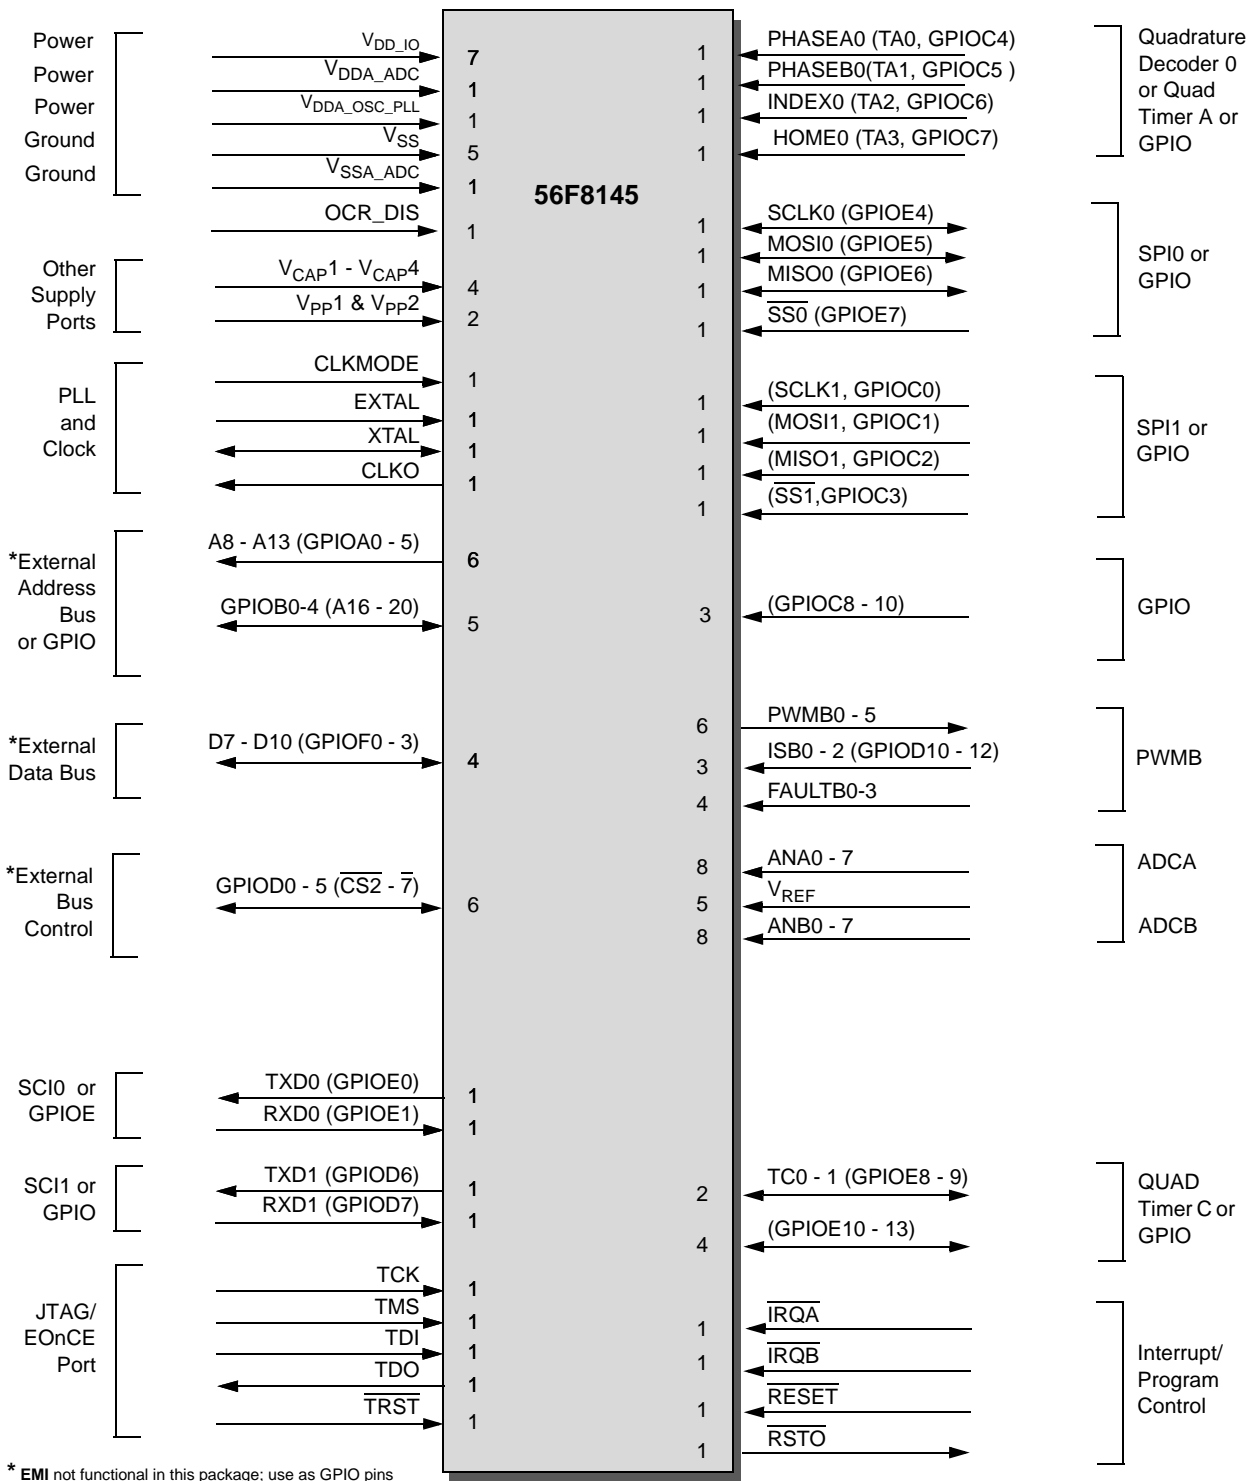 Power
V_DD_IO
7
Power
V_DDA_ADC
1
Power
V_DDA_OSC_PLL
1
Ground
V_SS
5
Ground
V_SSA_ADC
1
OCR_DIS
1
Other
Supply
Ports
V_CAP1 - V_CAP4
4
V_PP1 & V_PP2
2
PLL
and
Clock
CLKMODE
1
EXTAL
1
XTAL
1
CLKO
1
*External
Address
Bus
or GPIO
A8 - A13 (GPIOA0 - 5)
6
GPIOB0-4 (A16 - 20)
5
*External
Data Bus
D7 - D10 (GPIOF0 - 3)
4
*External
Bus
Control
GPIOD0 - 5 (C̅S̅2̅ - 7̅)
6
SCI0 or
GPIOE
TXD0 (GPIOE0)
1
RXD0 (GPIOE1)
1
SCI1 or
GPIO
TXD1 (GPIOD6)
1
RXD1 (GPIOD7)
1
JTAG/
EOnCE
Port
TCK
1
TMS
1
TDI
1
TDO
1
T̅R̅S̅T̅
1
56F8145
1
PHASEA0 (TA0, GPIOC4)
1
PHASEB0(TA1, GPIOC5 )
1
INDEX0 (TA2, GPIOC6)
1
HOME0 (TA3, GPIOC7)
Quadrature
Decoder 0
or Quad
Timer A or
GPIO
1
SCLK0 (GPIOE4)
1
MOSI0 (GPIOE5)
1
MISO0 (GPIOE6)
1
S̅S̅0̅ (GPIOE7)
SPI0 or
GPIO
1
(SCLK1, GPIOC0)
1
(MOSI1, GPIOC1)
1
(MISO1, GPIOC2)
1
(S̅S̅1̅,GPIOC3)
SPI1 or
GPIO
3
(GPIOC8 - 10)
GPIO
6
PWMB0 - 5
3
ISB0 - 2 (GPIOD10 - 12)
4
FAULTB0-3
PWMB
8
ANA0 - 7
ADCA
5
V_REF
8
ANB0 - 7
ADCB
2
TC0 - 1 (GPIOE8 - 9)
4
(GPIOE10 - 13)
QUAD
Timer C or
GPIO
1
I̅R̅Q̅A̅
1
I̅R̅Q̅B̅
1
R̅E̅S̅E̅T̅
1
R̅S̅T̅O̅
Interrupt/
Program
Control
* EMI not functional in this package; use as GPIO pins